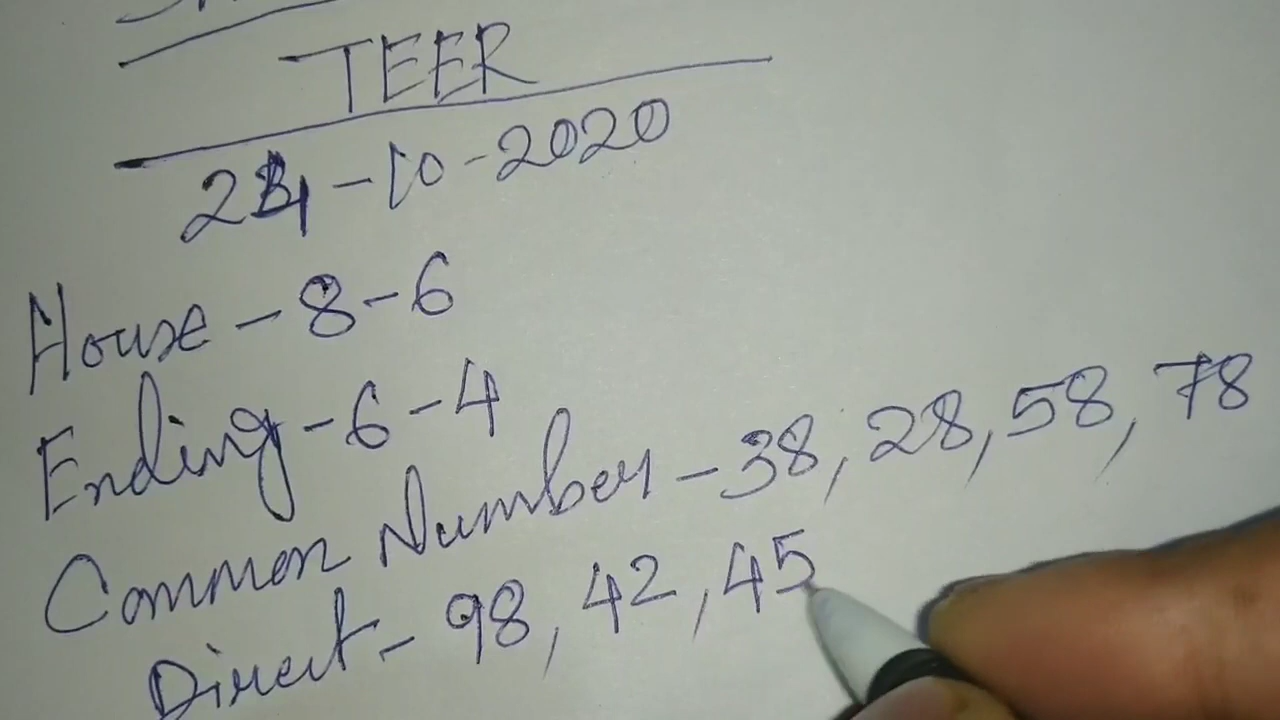 TEER
24-10-2020
House - 8-6
Ending - 6-4
Common Number - 38, 28, 58, 78
Direct - 98, 42, 45